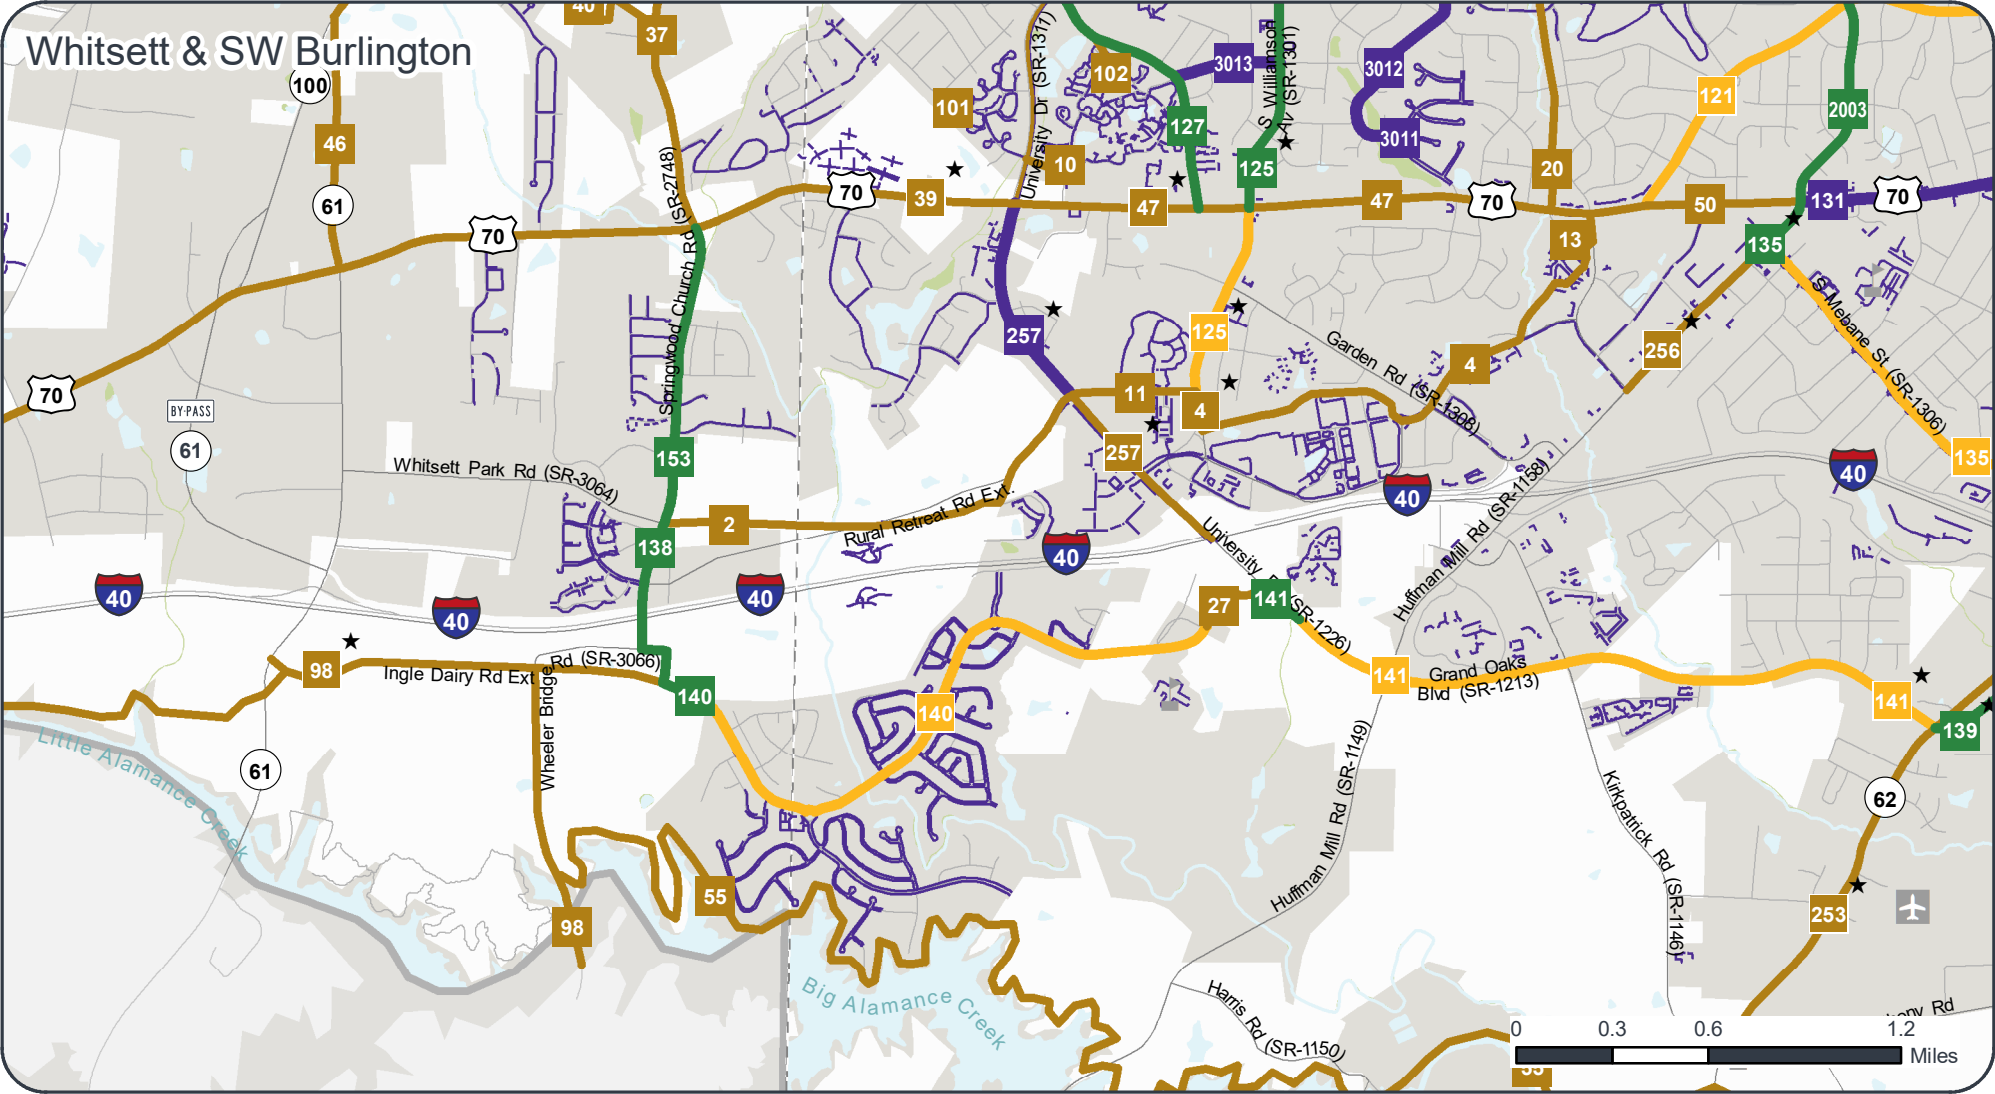 Whitsett & SW Burlington
40
37
100
46
61
70
70
70
39
101
102
10
University Dr (SR-1311)
3013
127
125
S Williamson
Av (SR-1301)
3012
3011
47
47
70
20
13
121
50
2003
131
70
135
Springwood Church Rd (SR-2748)
257
125
11
4
4
Garden Rd (SR-1308)
256
S Mebane St (SR-1306)
135
BY-PASS
61
Whitsett Park Rd (SR-3064)
153
138
2
Rural Retreat Rd Ext.
257
40
40
40
40
40
40
University Dr (SR-1226)
Huffman Mill Rd (SR-1158)
27
141
141
Grand Oaks
Blvd (SR-1213)
141
139
98
Ingle Dairy Rd Ext
Rd (SR-3066)
Wheeler Bridge
140
140
61
Little Alamance Creek
Huffman Mill Rd (SR-1149)
Kirkpatrick Rd (SR-1146)
62
253
55
98
Big Alamance Creek
Harris Rd (SR-1150)
Rd
55
0 0.3 0.6 1.2
Miles